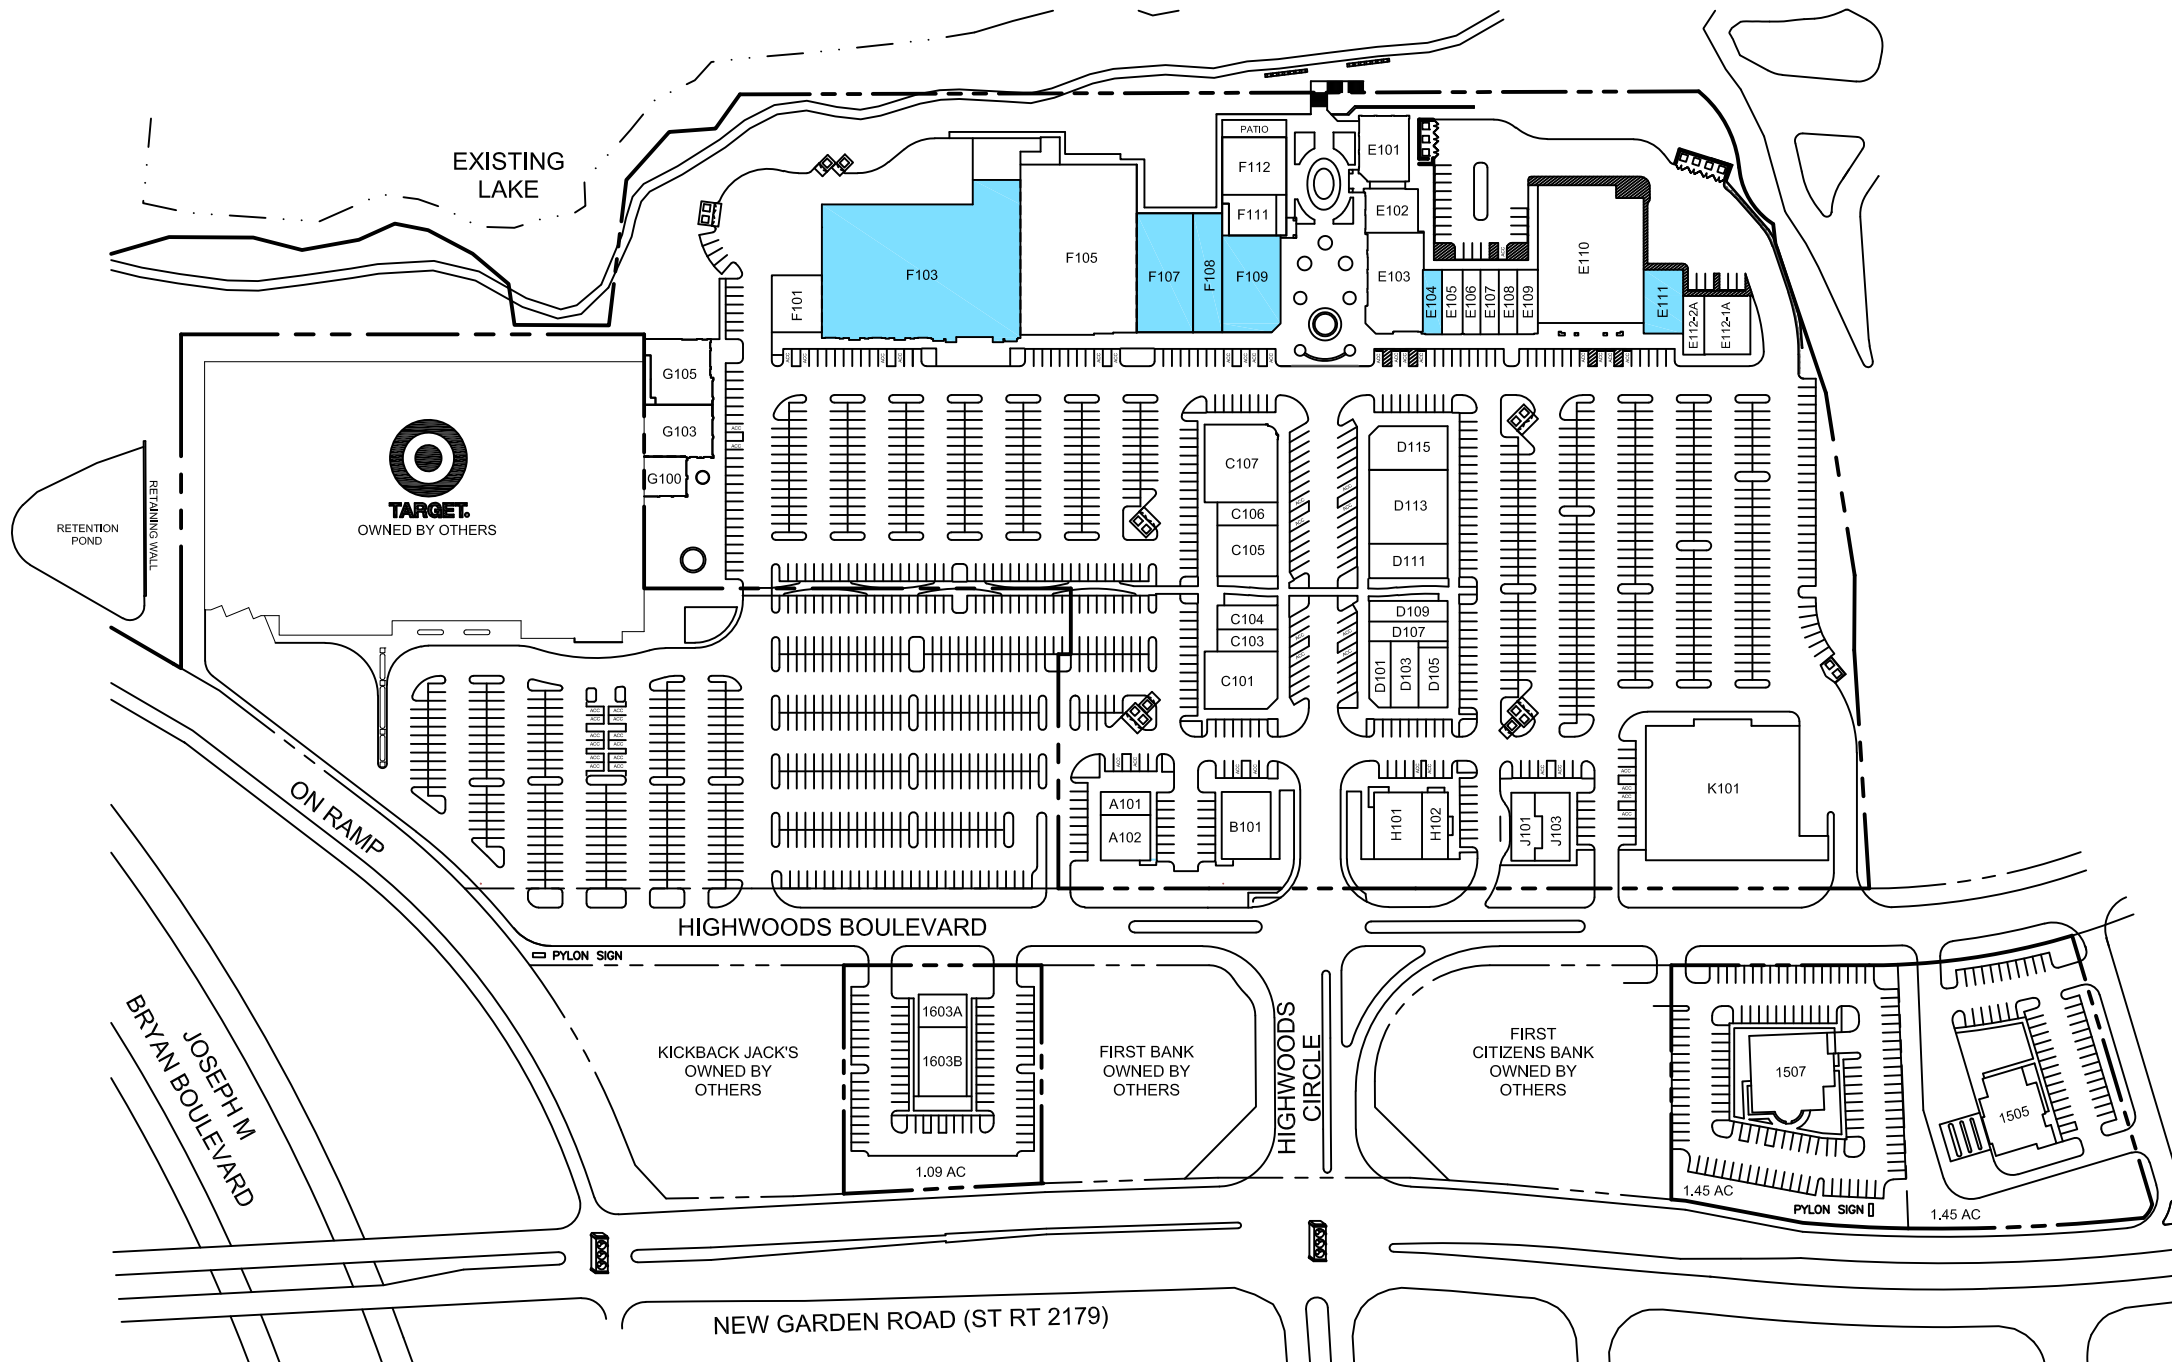 EXISTING
LAKE
PATIO
F112
F111
F101
F103
F105
F107
F108
F109
E101
E102
E103
E104
E105
E106
E107
E108
E109
E110
E111
E112-2A
E112-1A
G105
G103
G100
TARGET.
OWNED BY OTHERS
RETENTION
POND
RETAINING WALL
C107
C106
C105
C104
C103
C101
D115
D113
D111
D109
D107
D101
D103
D105
A101
A102
B101
H101
H102
J101
J103
K101
ON RAMP
HIGHWOODS BOULEVARD
PYLON SIGN
JOSEPH M
BRYAN BOULEVARD
KICKBACK JACK'S
OWNED BY
OTHERS
1603A
1603B
1.09 AC
FIRST BANK
OWNED BY
OTHERS
HIGHWOODS
CIRCLE
FIRST
CITIZENS BANK
OWNED BY
OTHERS
1507
1505
1.45 AC
PYLON SIGN
1.45 AC
NEW GARDEN ROAD (ST RT 2179)